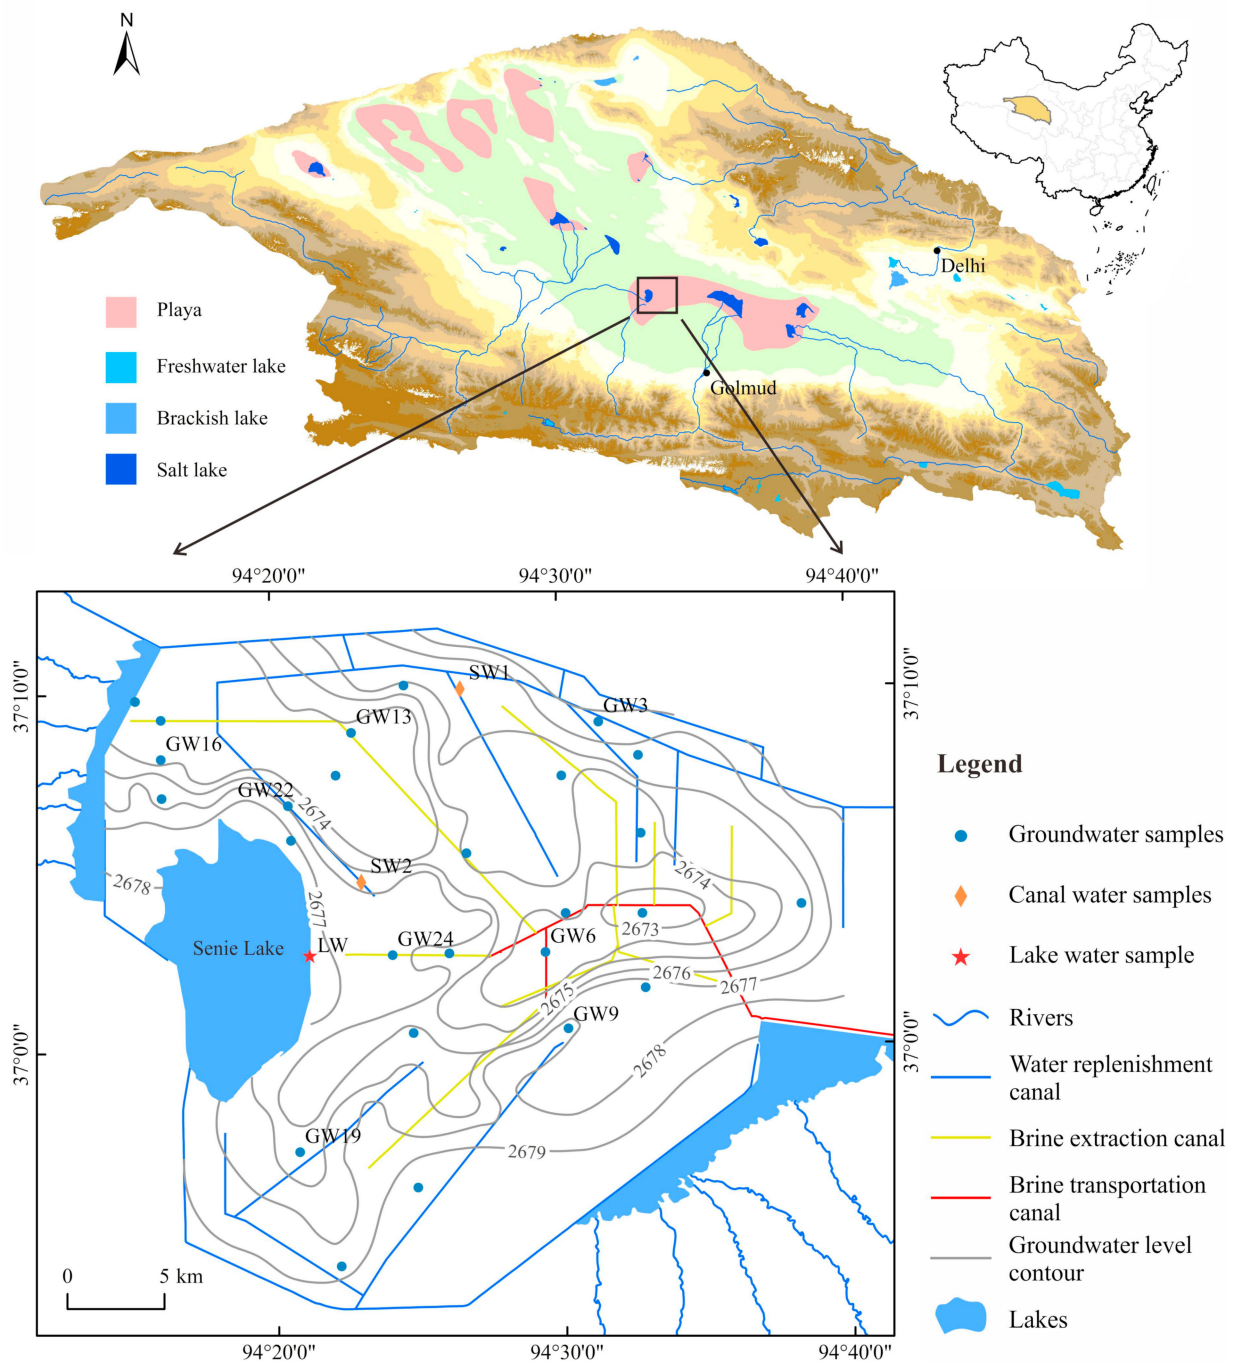 N
Delhi
Golmud
Playa
Freshwater lake
Brackish lake
Salt lake
94°20'0"
94°30'0"
94°40'0"
37°10'0"
37°10'0"
SW1
GW3
GW13
GW16
GW22
2674
SW2
2674
2678
2677
2673
Senie Lake
LW
GW24
GW6
2676
2677
2675
GW9
37°0'0"
37°0'0"
2678
GW19
2679
0
5 km
94°20'0"
94°30'0"
94°40'0"
Legend
Groundwater samples
Canal water samples
Lake water sample
Rivers
Water replenishment
canal
Brine extraction canal
Brine transportation
canal
Groundwater level
contour
Lakes